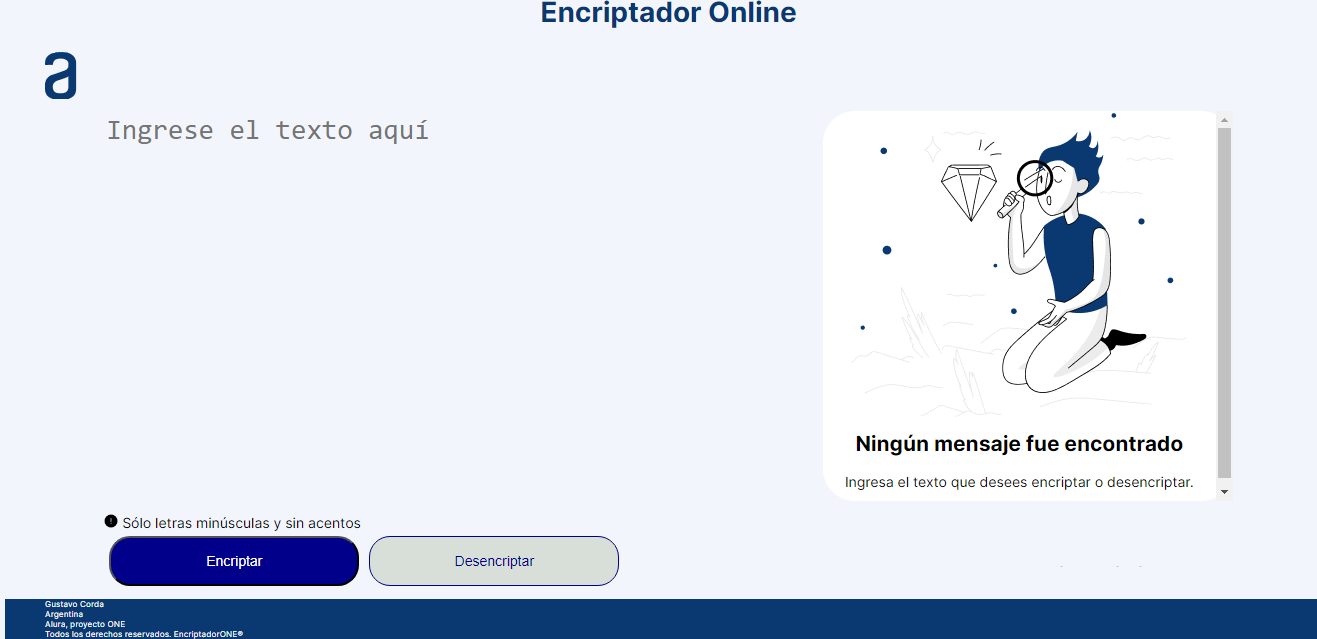 Encriptador Online
a
Ingrese el texto aquí
Ningún mensaje fue encontrado
Ingresa el texto que desees encriptar o desencriptar.
Sólo letras minúsculas y sin acentos
Encriptar
Desencriptar
Gustavo Corda
Argentina
Alura, proyecto ONE
Todos los derechos reservados. EncriptadorONE®